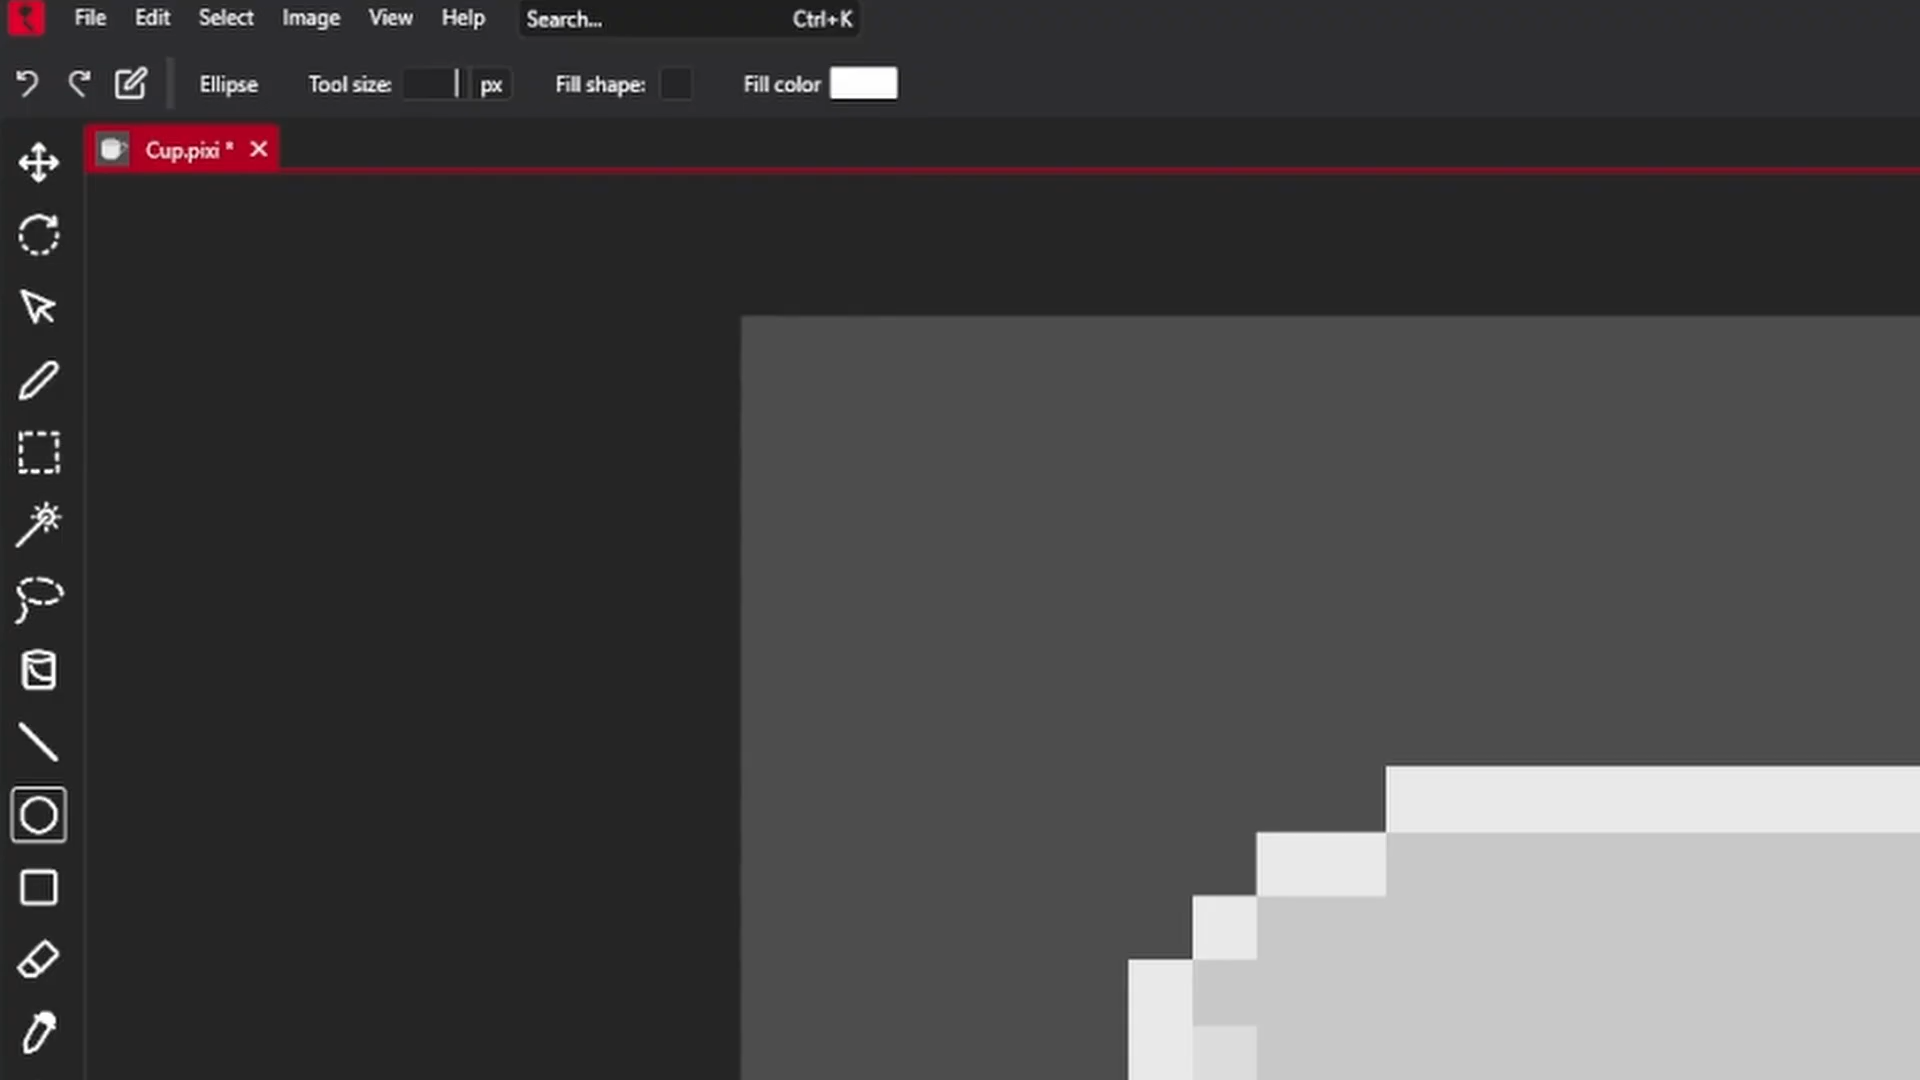 File Edit Select Image View Help Search... Ctrl+K
Ellipse Tool size: px Fill shape: Fill color
Cup.pixi *